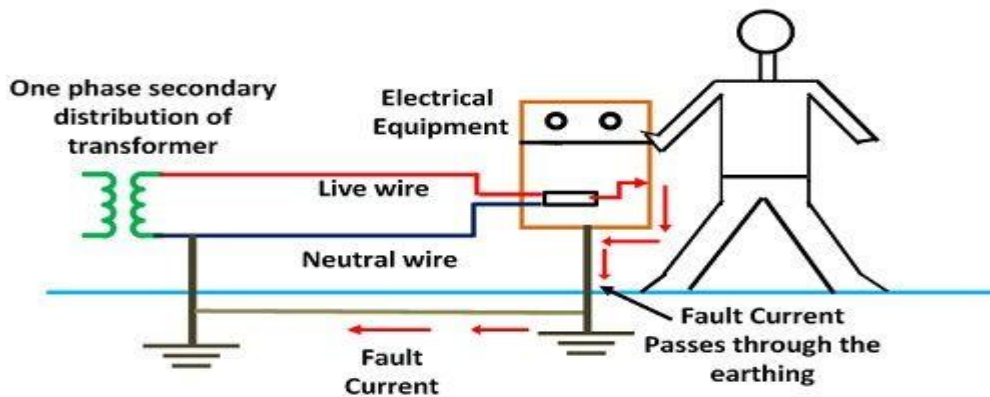 One phase secondary
distribution of
transformer
Electrical
Equipment
Live wire
Neutral wire
Fault
Current
Fault Current
Passes through the
earthing